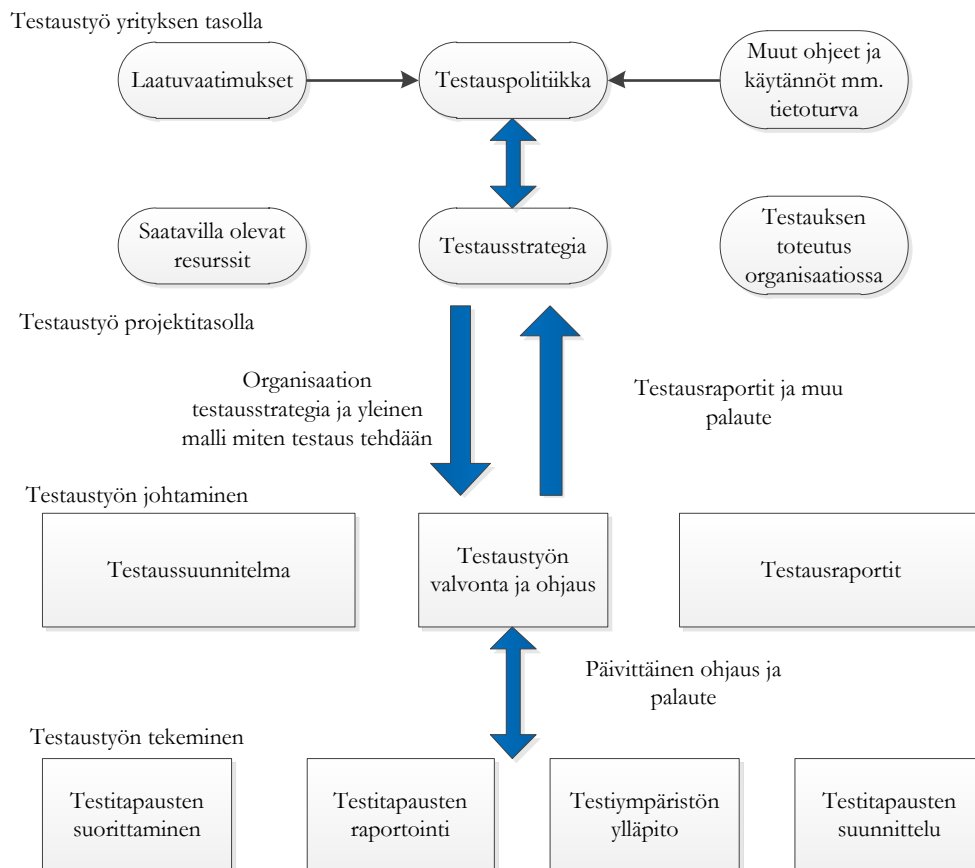 Testaustyö yrityksen tasolla
Laatuvaatimukset
Testauspolitiikka
Muut ohjeet ja
käytännöt mm.
tietoturva
Saatavilla olevat
resurssit
Testausstrategia
Testauksen
toteutus
organisaatiossa
Testaustyö projektitasolla
Organisaation
testausstrategia ja yleinen
malli miten testaus tehdään
Testausraportit ja muu
palaute
Testaustyön johtaminen
Testaussuunnitelma
Testaustyön
valvonta ja ohjaus
Testausraportit
Päivittäinen ohjaus ja
palaute
Testaustyön tekeminen
Testitapausten
suorittaminen
Testitapausten
raportointi
Testiympäristön
ylläpito
Testitapausten
suunnittelu